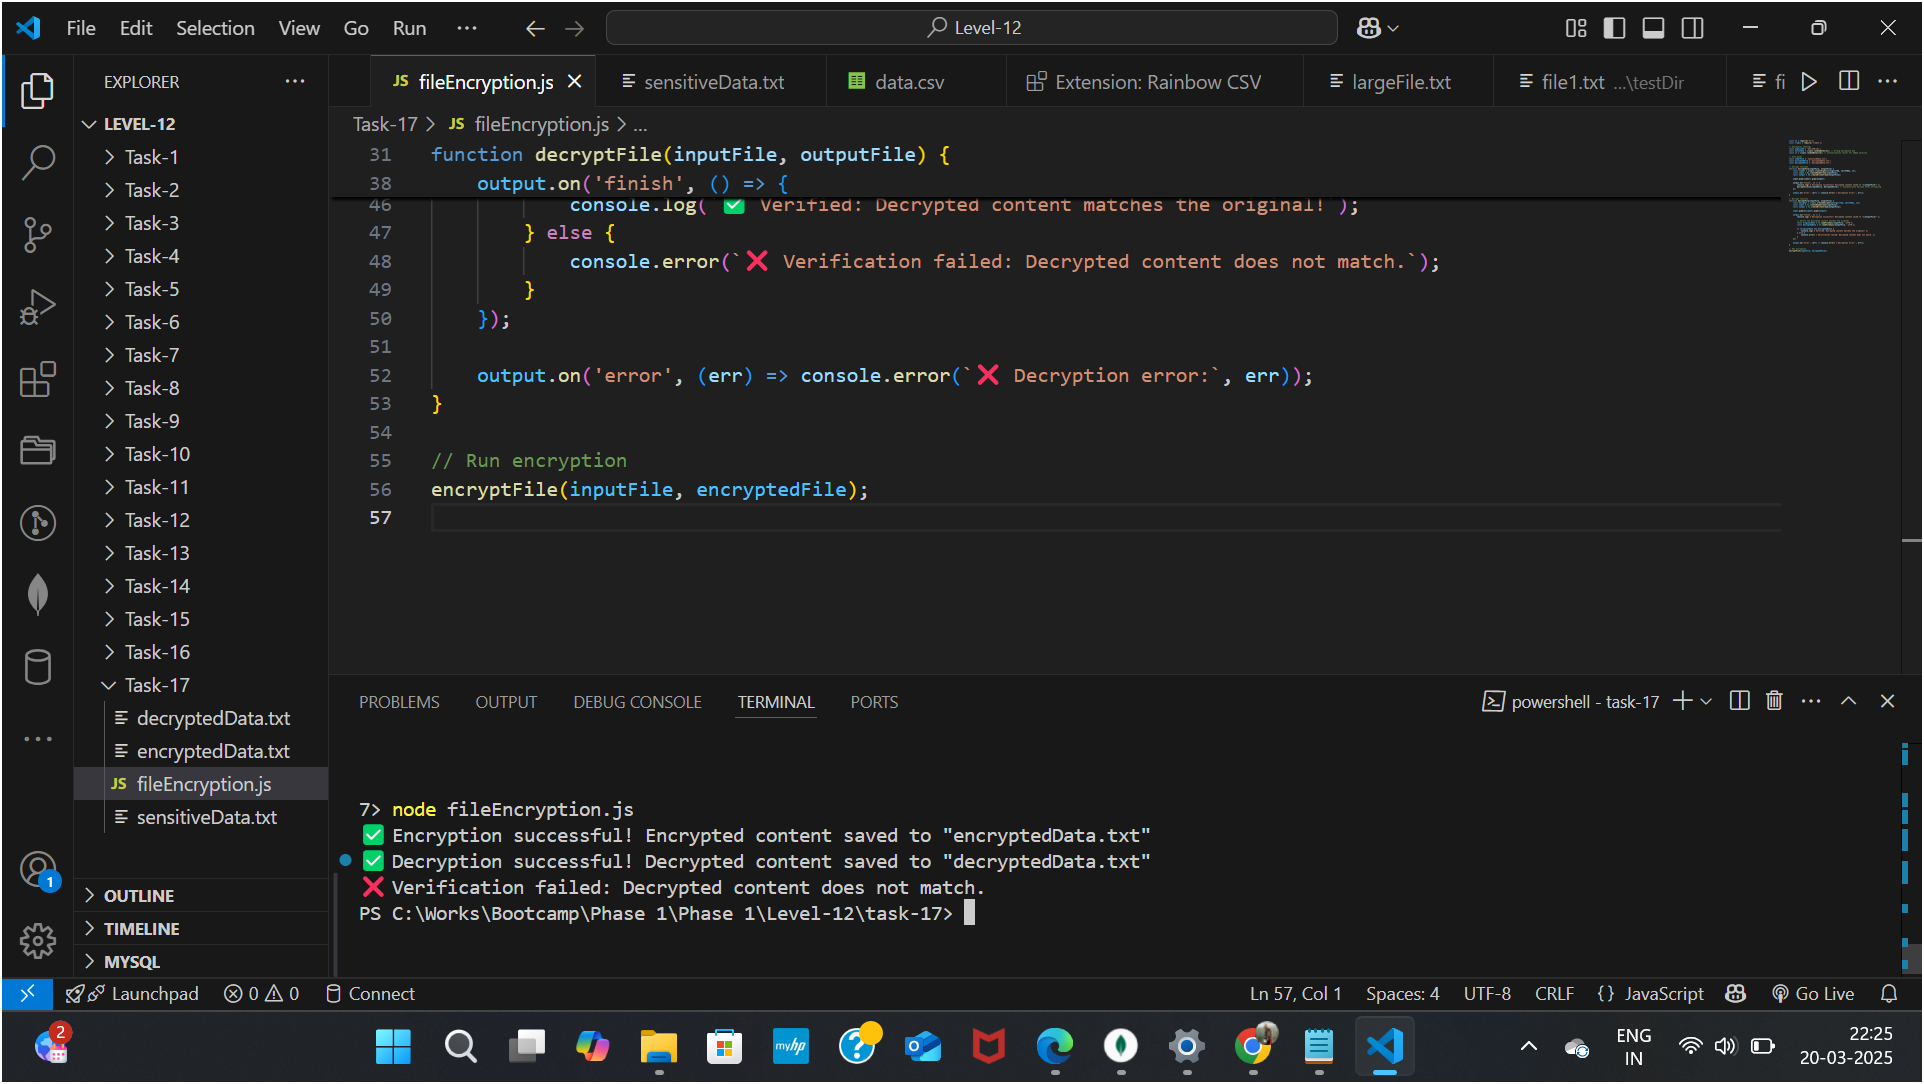 File Edit Selection View Go Run ··· Level-12
EXPLORER ···
LEVEL-12
Task-1
Task-2
Task-3
Task-4
Task-5
Task-6
Task-7
Task-8
Task-9
Task-10
Task-11
Task-12
Task-13
Task-14
Task-15
Task-16
Task-17
decryptedData.txt
encryptedData.txt
JS fileEncryption.js
sensitiveData.txt
OUTLINE
TIMELINE
MYSQL
1
JS fileEncryption.js sensitiveData.txt data.csv Extension: Rainbow CSV largeFile.txt file1.txt ...\testDir fi
Task-17 > JS fileEncryption.js > ...
31 function decryptFile(inputFile, outputFile) {
38 output.on('finish', () => {
46 console.log(`✅ Verified: Decrypted content matches the original!`);
47 } else {
48 console.error(`❌ Verification failed: Decrypted content does not match.`);
49 }
50 });
51
52 output.on('error', (err) => console.error(`❌ Decryption error:`, err));
53 }
54
55 // Run encryption
56 encryptFile(inputFile, encryptedFile);
57
PROBLEMS OUTPUT DEBUG CONSOLE TERMINAL PORTS powershell - task-17
7> node fileEncryption.js
✅ Encryption successful! Encrypted content saved to "encryptedData.txt"
✅ Decryption successful! Decrypted content saved to "decryptedData.txt"
❌ Verification failed: Decrypted content does not match.
PS C:\Works\Bootcamp\Phase 1\Phase 1\Level-12\task-17>
Launchpad 0 0 Connect Ln 57, Col 1 Spaces: 4 UTF-8 CRLF {} JavaScript Go Live
2 myhp ENG IN 22:25
20-03-2025